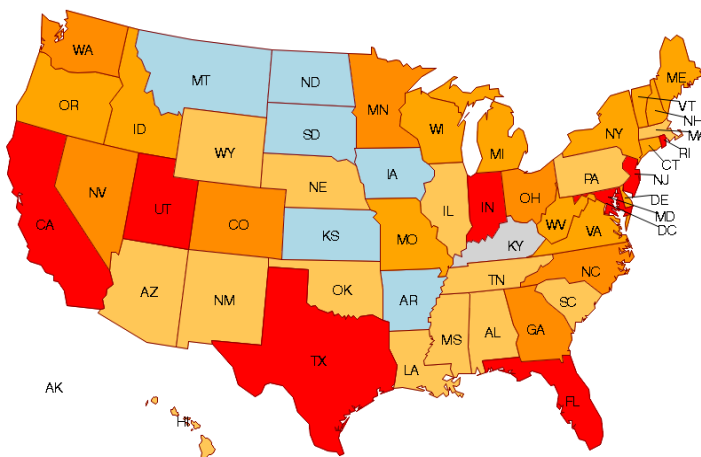 WA
MT
ND
ME
OR
MN
VT
ID
SD
WI
NH
NY
MA
WY
MI
RI
CT
IA
PA
NJ
NE
NV
OH
DE
UT
IL
IN
MD
CA
CO
WV
VA
DC
KS
MO
KY
NC
TN
AZ
NM
OK
AR
SC
MS
AL
GA
TX
LA
AK
FL
HI